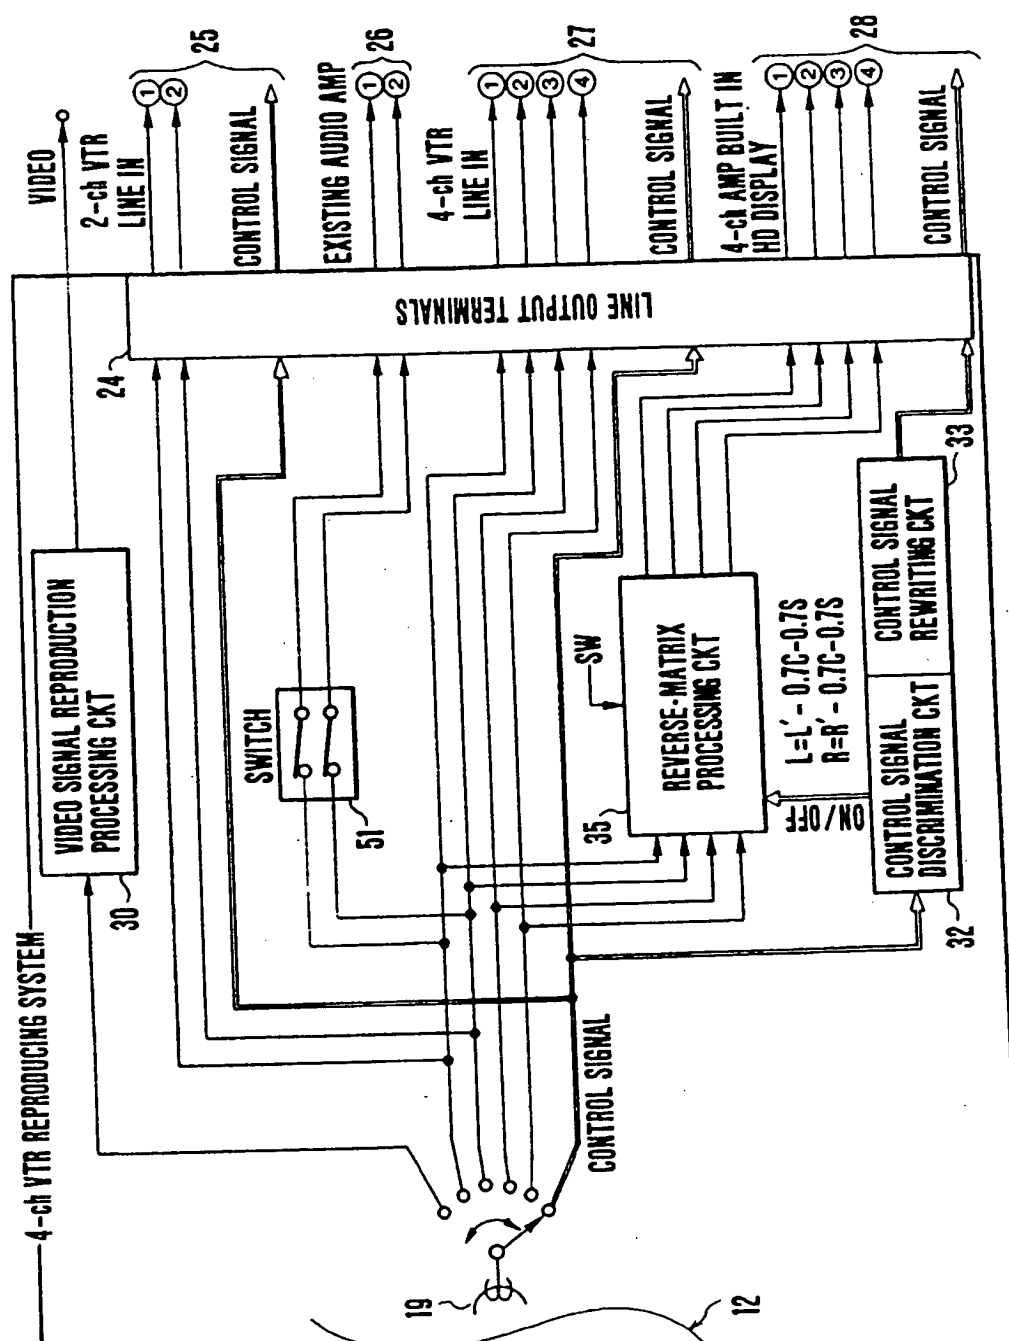 4-ch VTR REPRODUCING SYSTEM
VIDEO
VIDEO SIGNAL REPRODUCTION
PROCESSING CKT
30
2-ch VTR
LINE IN
1
2
25
CONTROL SIGNAL
EXISTING AUDIO AMP
1
2
26
4-ch VTR
LINE IN
1
2
3
4
27
CONTROL SIGNAL
4-ch AMP BUILT IN
HD DISPLAY
1
2
3
4
28
CONTROL SIGNAL
24
LINE OUTPUT TERMINALS
SWITCH
51
SW
REVERSE-MATRIX
PROCESSING CKT
35
L=L′- 0.7C-0.7S
R=R′- 0.7C-0.7S
ON/OFF
CONTROL SIGNAL
DISCRIMINATION CKT
32
CONTROL SIGNAL
REWRITING CKT
33
CONTROL SIGNAL
19
12